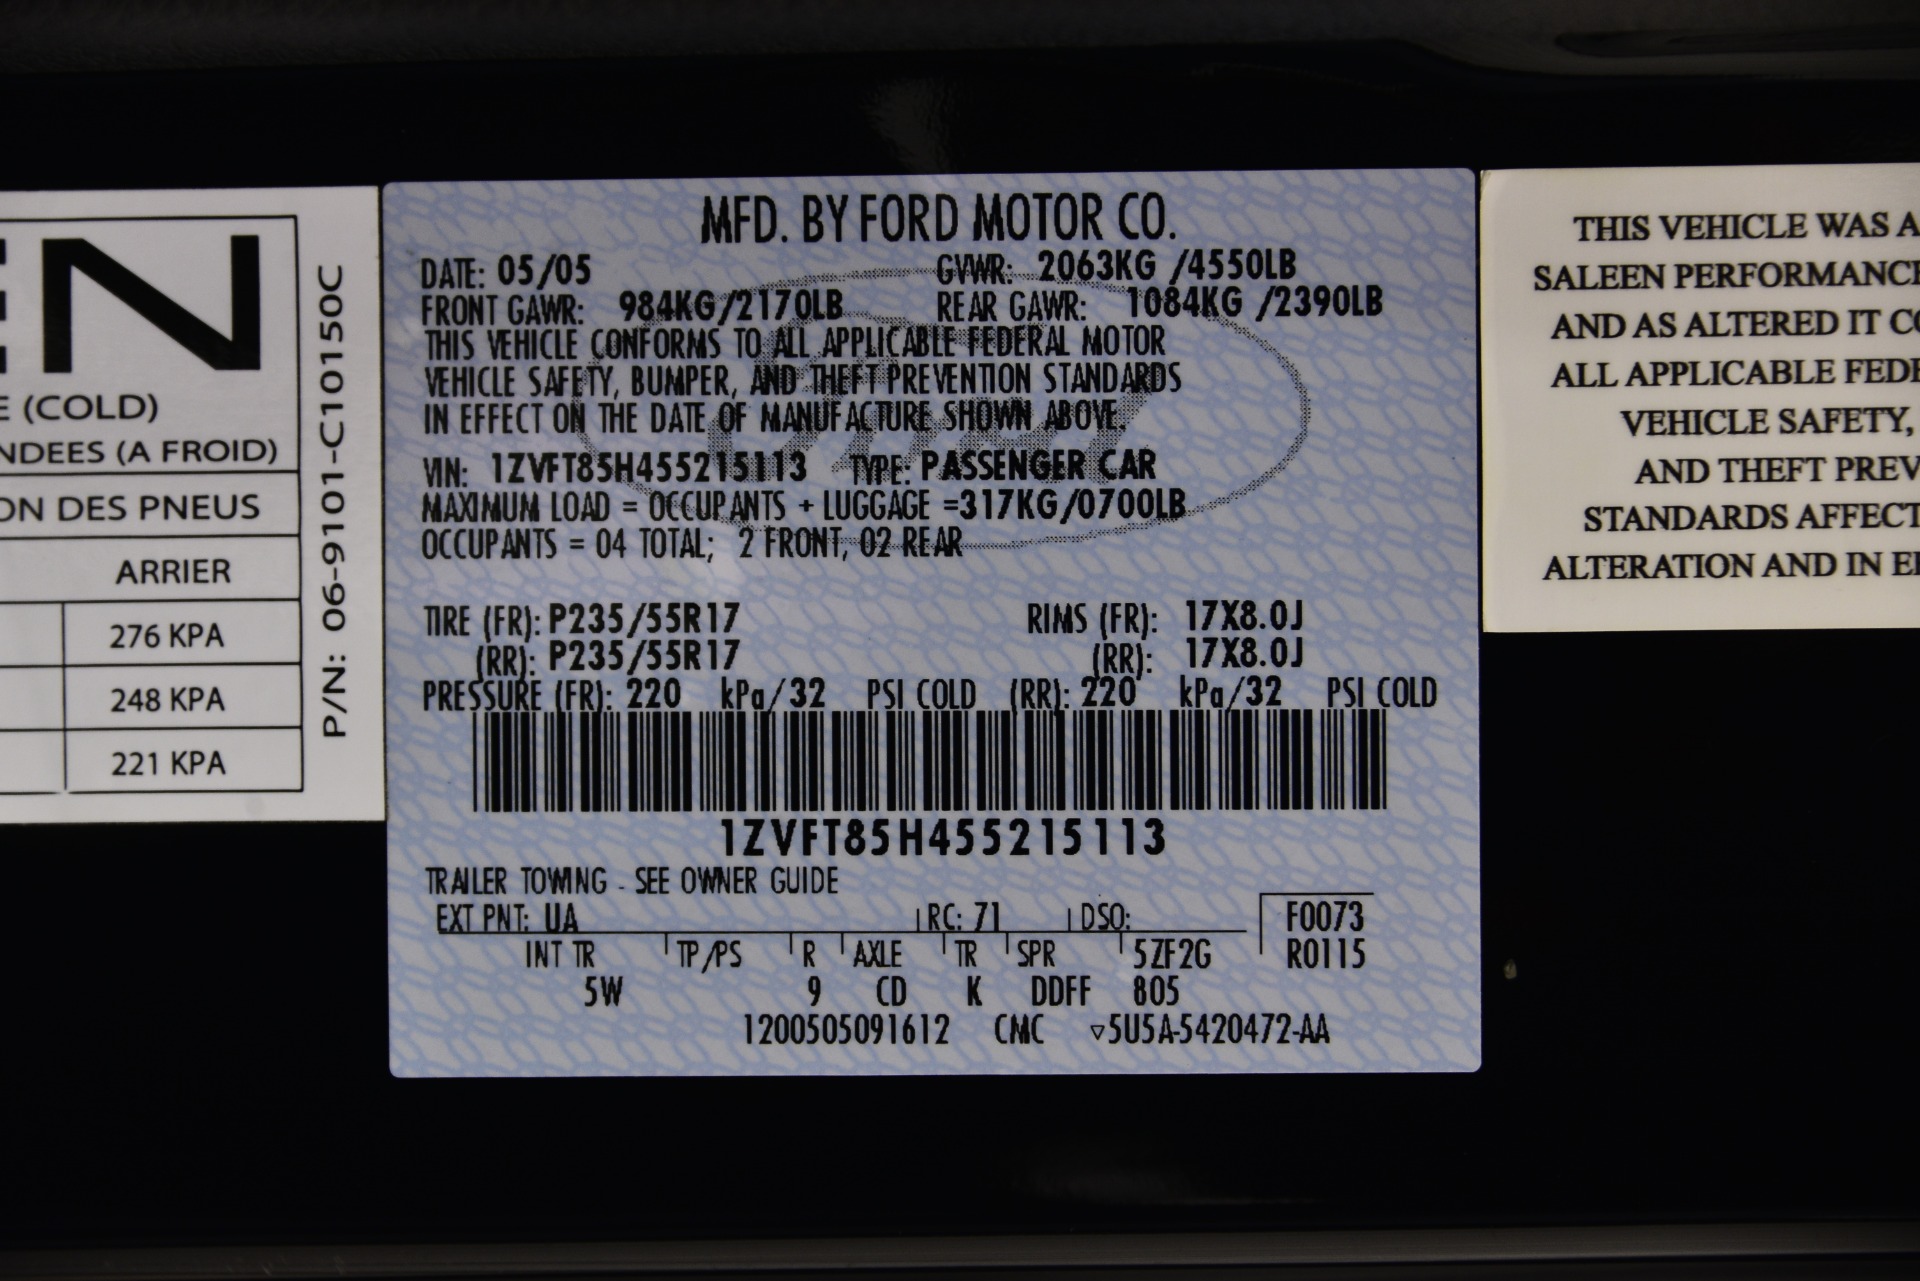 EN
E (COLD)
NDEES (A FROID)
ON DES PNEUS
ARRIER
276 KPA
248 KPA
221 KPA
P/N: 06-9101-C10150C
MFD. BY FORD MOTOR CO.
DATE: 05/05 GVWR: 2063KG /4550LB
FRONT GAWR: 984KG/2170LB REAR GAWR: 1084KG /2390LB
THIS VEHICLE CONFORMS TO ALL APPLICABLE FEDERAL MOTOR
VEHICLE SAFETY, BUMPER, AND THEFT PREVENTION STANDARDS
IN EFFECT ON THE DATE OF MANUFACTURE SHOWN ABOVE.
Ford
VIN: 1ZVFT85H455215113 TYPE: PASSENGER CAR
MAXIMUM LOAD = OCCUPANTS + LUGGAGE =317KG/0700LB
OCCUPANTS = 04 TOTAL; 2 FRONT, 02 REAR
TIRE (FR): P235/55R17 RIMS (FR): 17X8.0J
(RR): P235/55R17 (RR): 17X8.0J
PRESSURE (FR): 220 kPa/32 PSI COLD (RR): 220 kPa/32 PSI COLD
1ZVFT85H455215113
TRAILER TOWING - SEE OWNER GUIDE
EXT PNT: UA RC: 71 DSO: F0073
INT TR TP/PS R AXLE TR SPR 5ZF2G R0115
5W 9 CD K DDFF 805
1200505091612 CMC ▿5U5A-5420472-AA
THIS VEHICLE WAS A
SALEEN PERFORMANCE
AND AS ALTERED IT CO
ALL APPLICABLE FEDE
VEHICLE SAFETY,
AND THEFT PREV
STANDARDS AFFECT
ALTERATION AND IN E